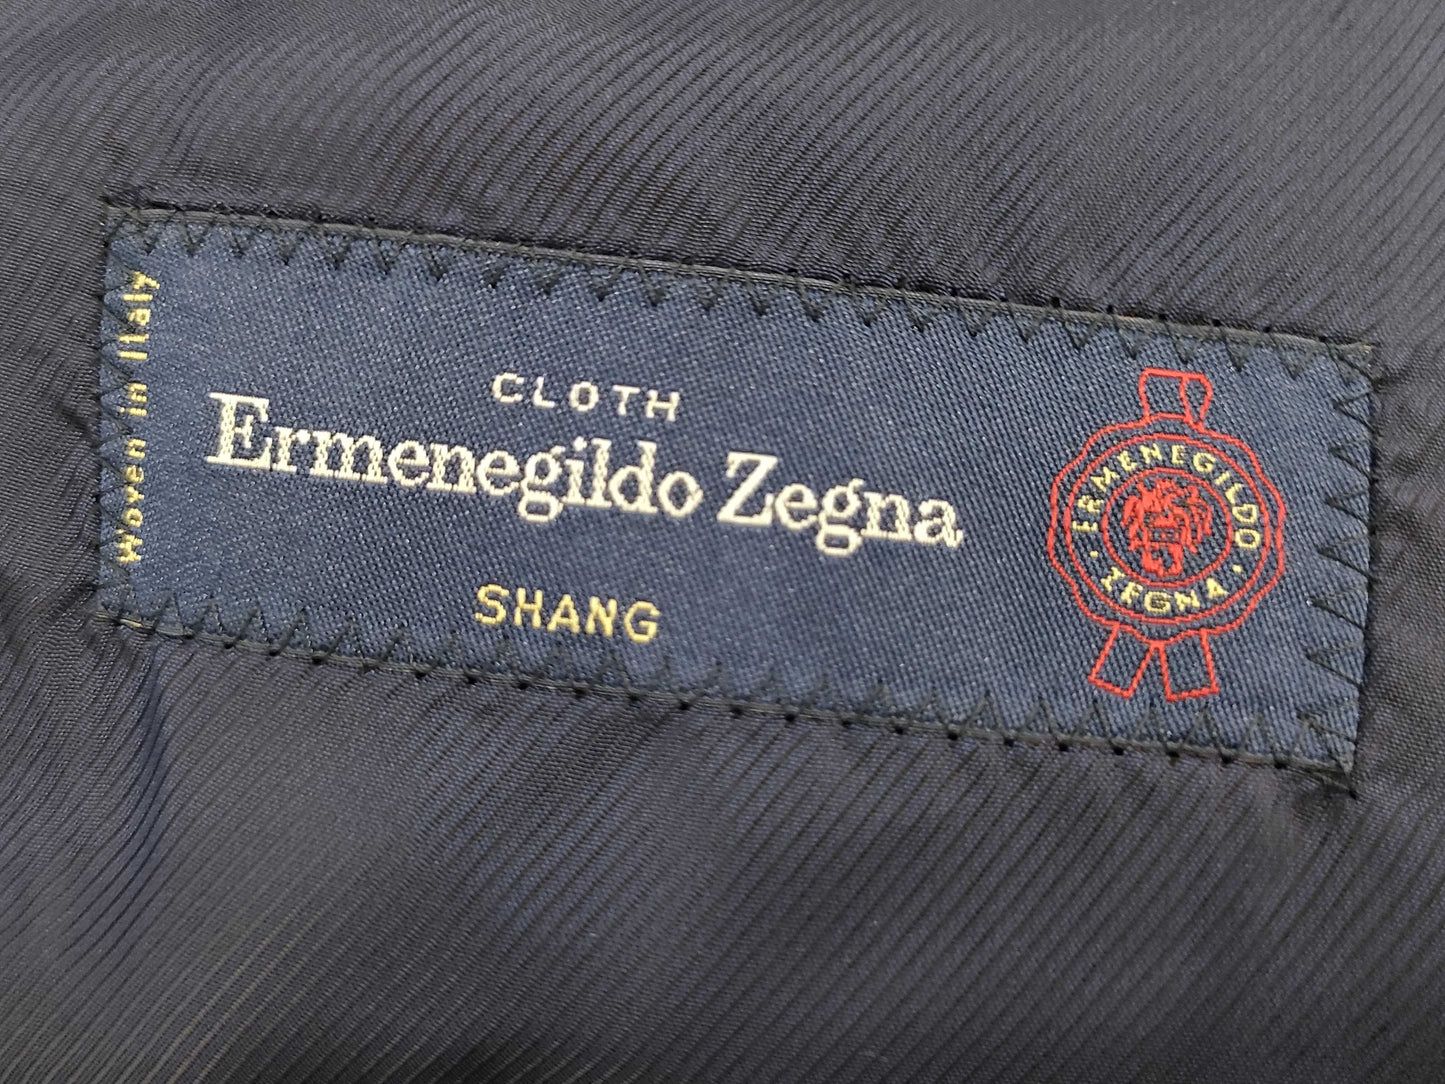 Woven in Italy
CLOTH
Ermenegildo Zegna
SHANG
ERMENEGILDO
· ZEGNA ·